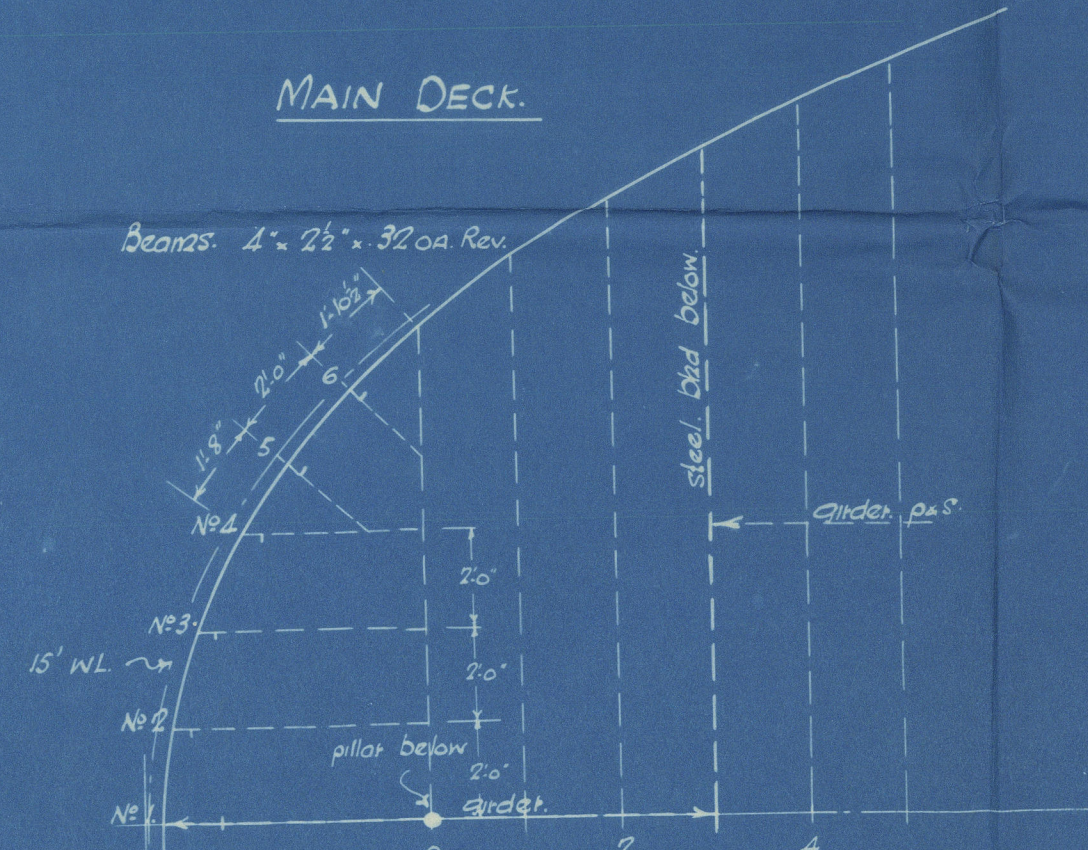 MAIN DECK.
Beams. 4" x 2½" x .32 OA. Rev.
1'-10½"
2'-0"
1'-8"
6
5
steel. bhd below.
No 4
girder. p & s.
2'-0"
No 3.
15' WL.
2'-0"
No 2
pillar below
2'-0"
girder.
No 1.
2
4